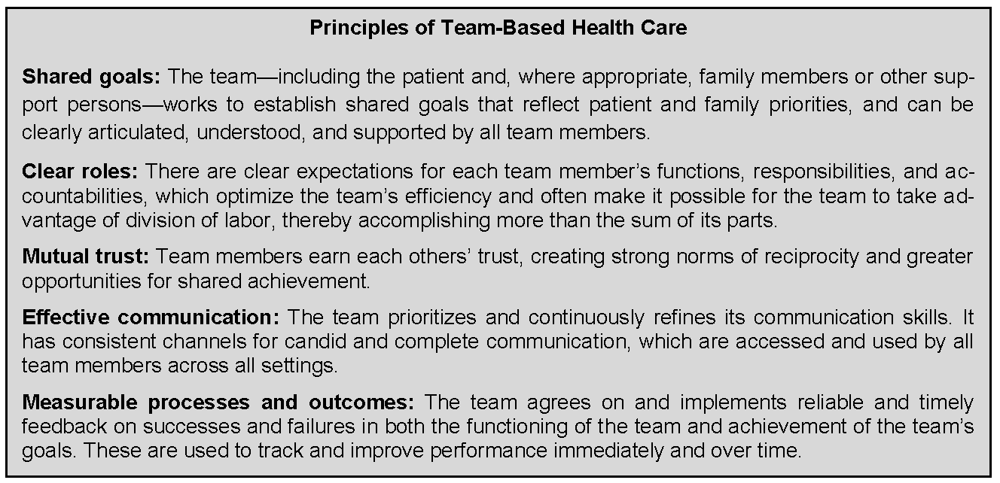 Principles of Team-Based Health Care
Shared goals: The team—including the patient and, where appropriate, family members or other sup-
port persons—works to establish shared goals that reflect patient and family priorities, and can be
clearly articulated, understood, and supported by all team members.
Clear roles: There are clear expectations for each team member’s functions, responsibilities, and ac-
countabilities, which optimize the team’s efficiency and often make it possible for the team to take ad-
vantage of division of labor, thereby accomplishing more than the sum of its parts.
Mutual trust: Team members earn each others’ trust, creating strong norms of reciprocity and greater
opportunities for shared achievement.
Effective communication: The team prioritizes and continuously refines its communication skills. It
has consistent channels for candid and complete communication, which are accessed and used by all
team members across all settings.
Measurable processes and outcomes: The team agrees on and implements reliable and timely
feedback on successes and failures in both the functioning of the team and achievement of the team’s
goals. These are used to track and improve performance immediately and over time.